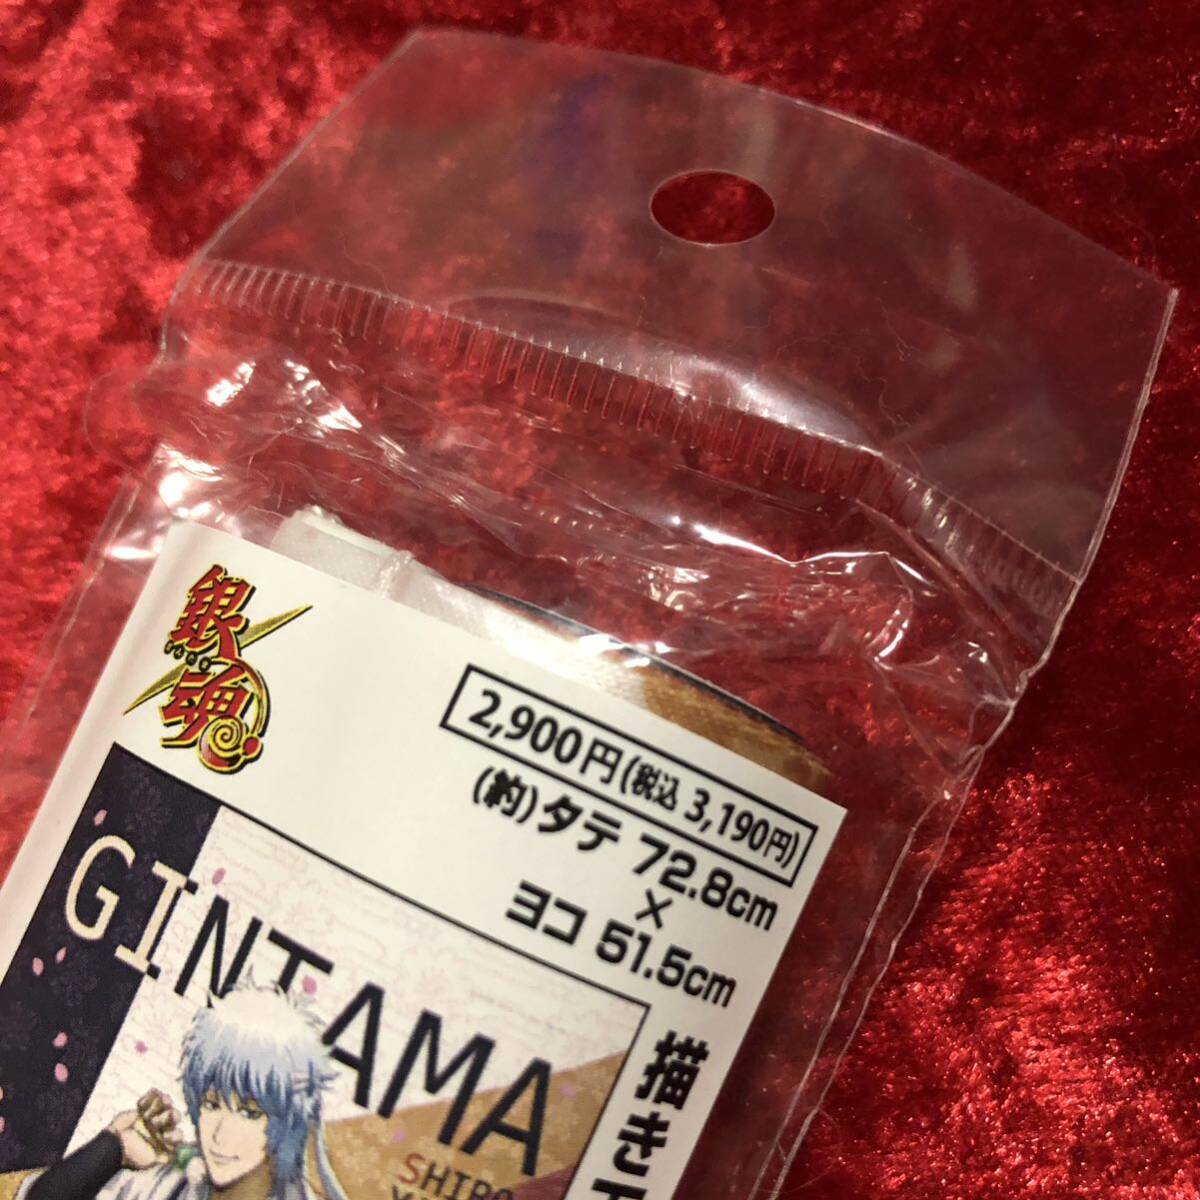 銀魂
2,900円(税込 3,190円)
(約)タテ 72.8cm
×
ヨコ 51.5cm
GINTAMA
描き